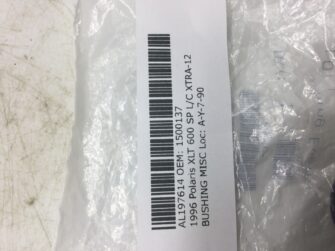 AL197614 OEM: 1500137
1996 Polaris XLT 600 SP L/C XTRA-12
BUSHING MISC Loc: A-Y-7-90